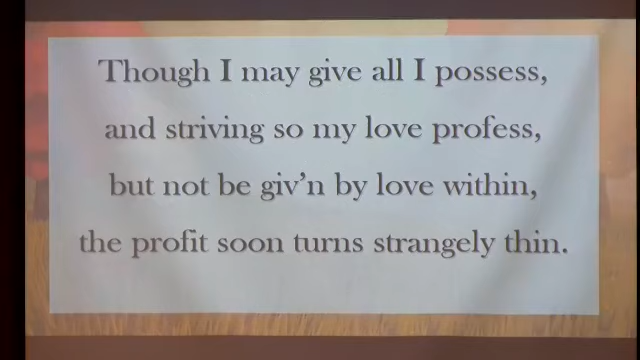 Though I may give all I possess,
and striving so my love profess,
but not be giv'n by love within,
the profit soon turns strangely thin.